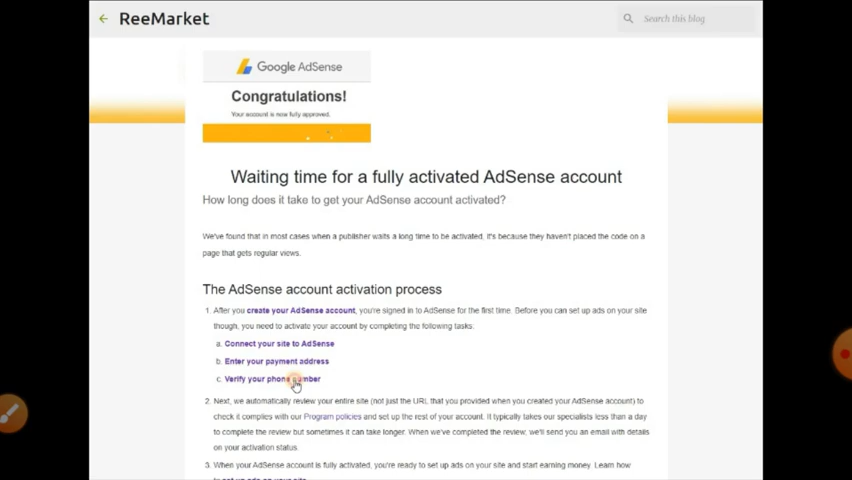 ReeMarket
Search this blog
Google AdSense
Congratulations!
Your account is now fully approved.
Waiting time for a fully activated AdSense account
How long does it take to get your AdSense account activated?
We've found that in most cases when a publisher waits a long time to be activated, it's because they haven't placed the code on a
page that gets regular views.
The AdSense account activation process
1. After you create your AdSense account, you're signed in to AdSense for the first time. Before you can set up ads on your site
though, you need to activate your account by completing the following tasks:
a. Connect your site to AdSense
b. Enter your payment address
c. Verify your phone number
2. Next, we automatically review your entire site (not just the URL that you provided when you created your AdSense account) to
check it complies with our Program policies and set up the rest of your account. It typically takes our specialists less than a day
to complete the review but sometimes it can take longer. When we've completed the review, we'll send you an email with details
on your activation status.
3. When your AdSense account is fully activated, you're ready to set up ads on your site and start earning money. Learn how
to set up ads on your site